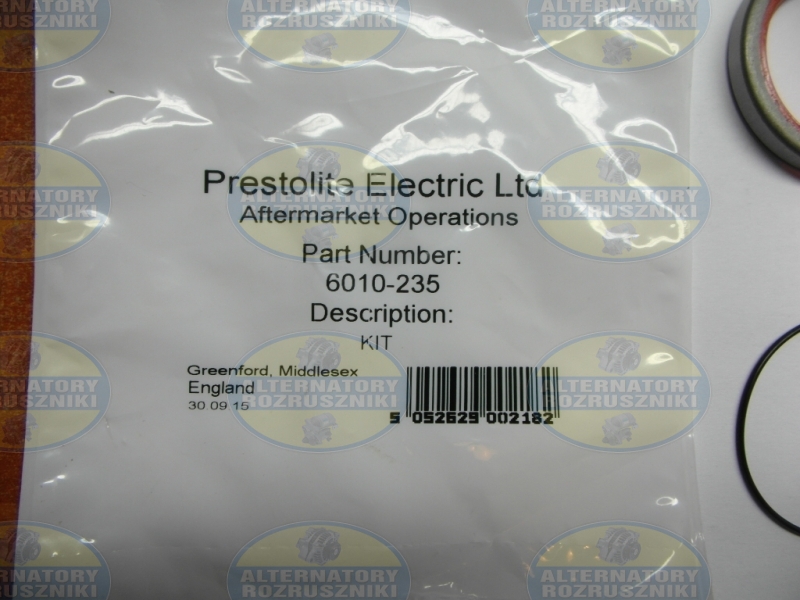 Prestolite Electric Ltd
Aftermarket Operations
Part Number:
6010-235
Description:
KIT
Greenford, Middlesex
England
30 09 15
5 052629 002182
ALTERNATORY
ROZRUSZNIKI